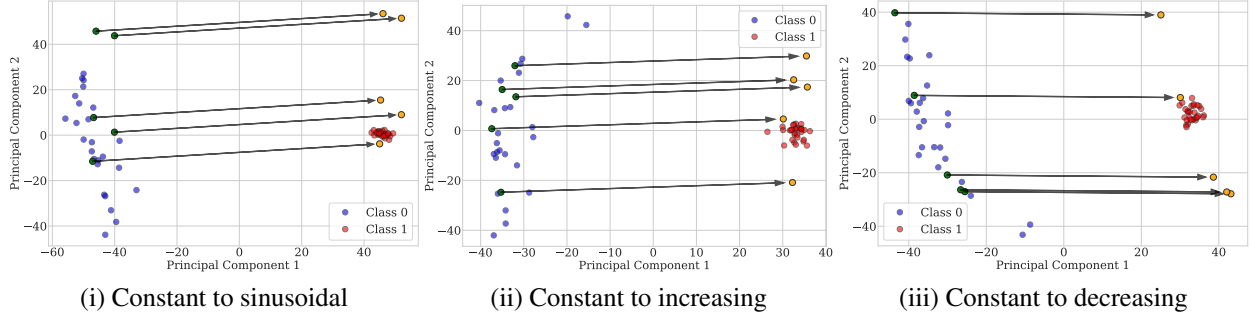 40
20
0
−20
−40
Principal Component 2
−60
−40
−20
0
20
40
Principal Component 1
Class 0
Class 1
(i) Constant to sinusoidal
40
20
0
−20
−40
Principal Component 2
−40
−30
−20
−10
0
10
20
30
40
Principal Component 1
Class 0
Class 1
(ii) Constant to increasing
40
20
0
−20
−40
Principal Component 2
−40
−20
0
20
40
Principal Component 1
Class 0
Class 1
(iii) Constant to decreasing